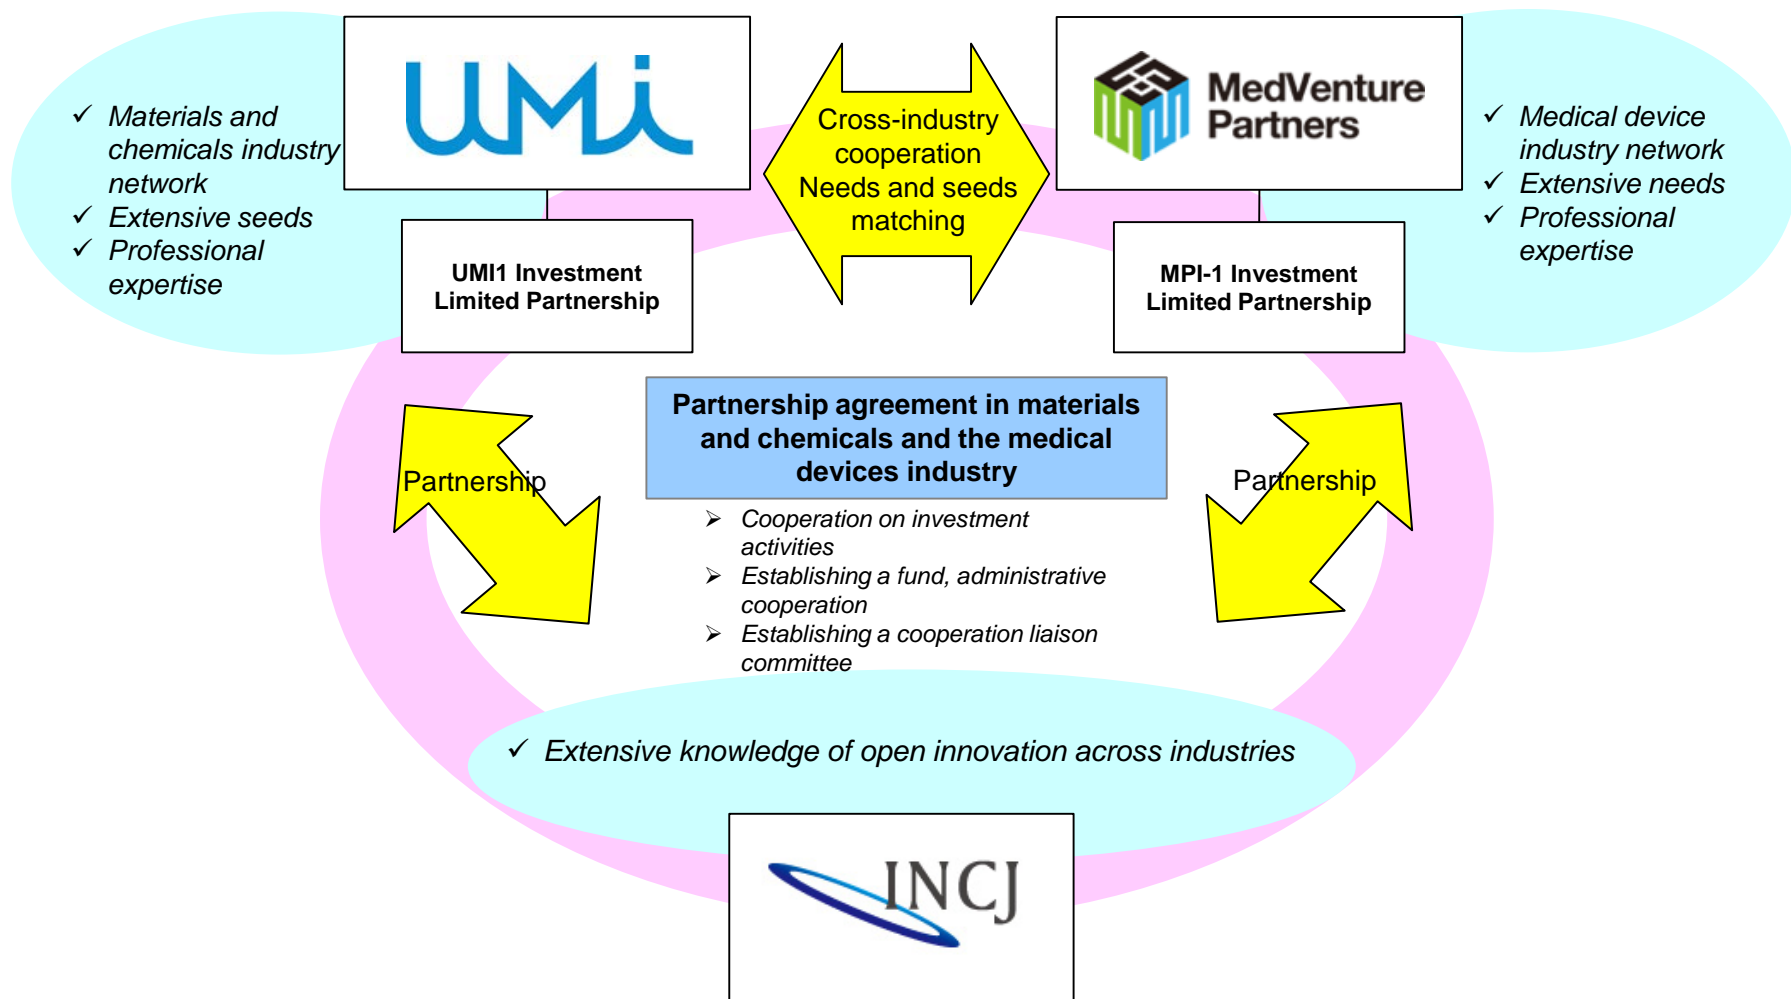 UMi
MedVenture
Partners
Cross-industry
cooperation
Needs and seeds
matching
✓ Materials and
chemicals industry
network
✓ Extensive seeds
✓ Professional
expertise
✓ Medical device
industry network
✓ Extensive needs
✓ Professional
expertise
UMI1 Investment
Limited Partnership
MPI-1 Investment
Limited Partnership
Partnership agreement in materials
and chemicals and the medical
devices industry
Partnership
Partnership
➢ Cooperation on investment
activities
➢ Establishing a fund, administrative
cooperation
➢ Establishing a cooperation liaison
committee
✓ Extensive knowledge of open innovation across industries
INCJ